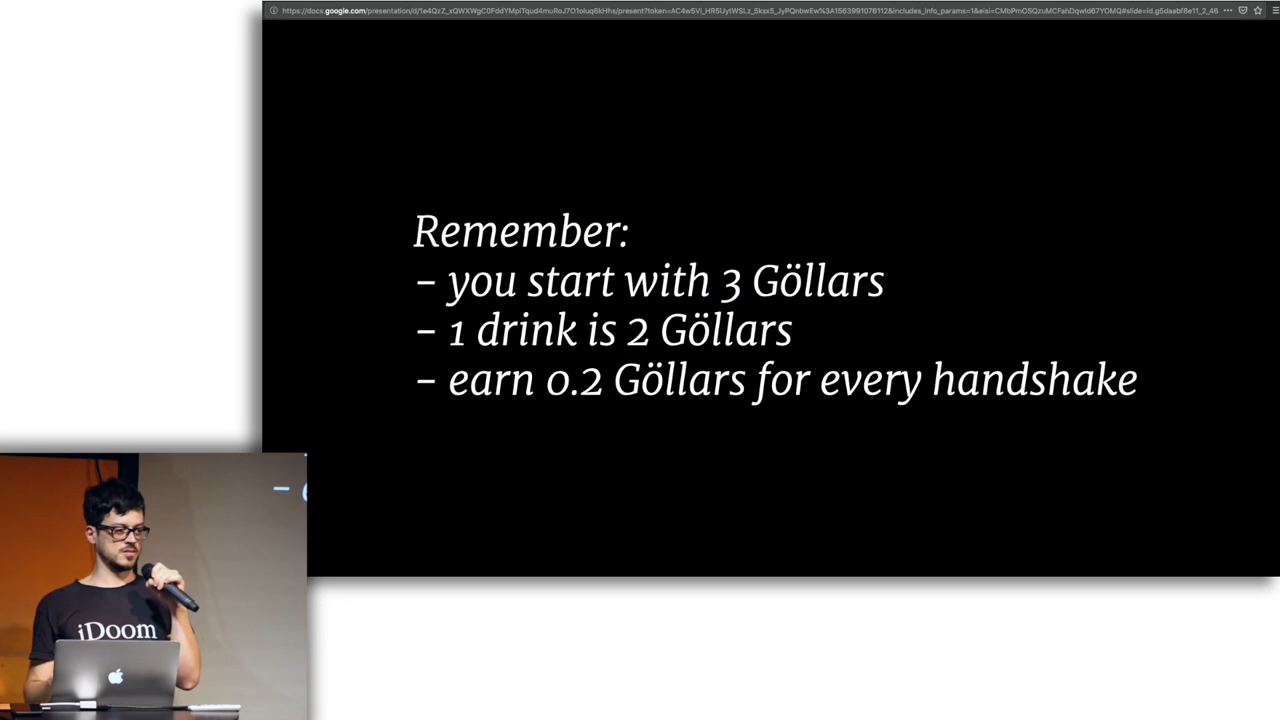 Remember:
- you start with 3 Göllars
- 1 drink is 2 Göllars
- earn 0.2 Göllars for every handshake
iDoom